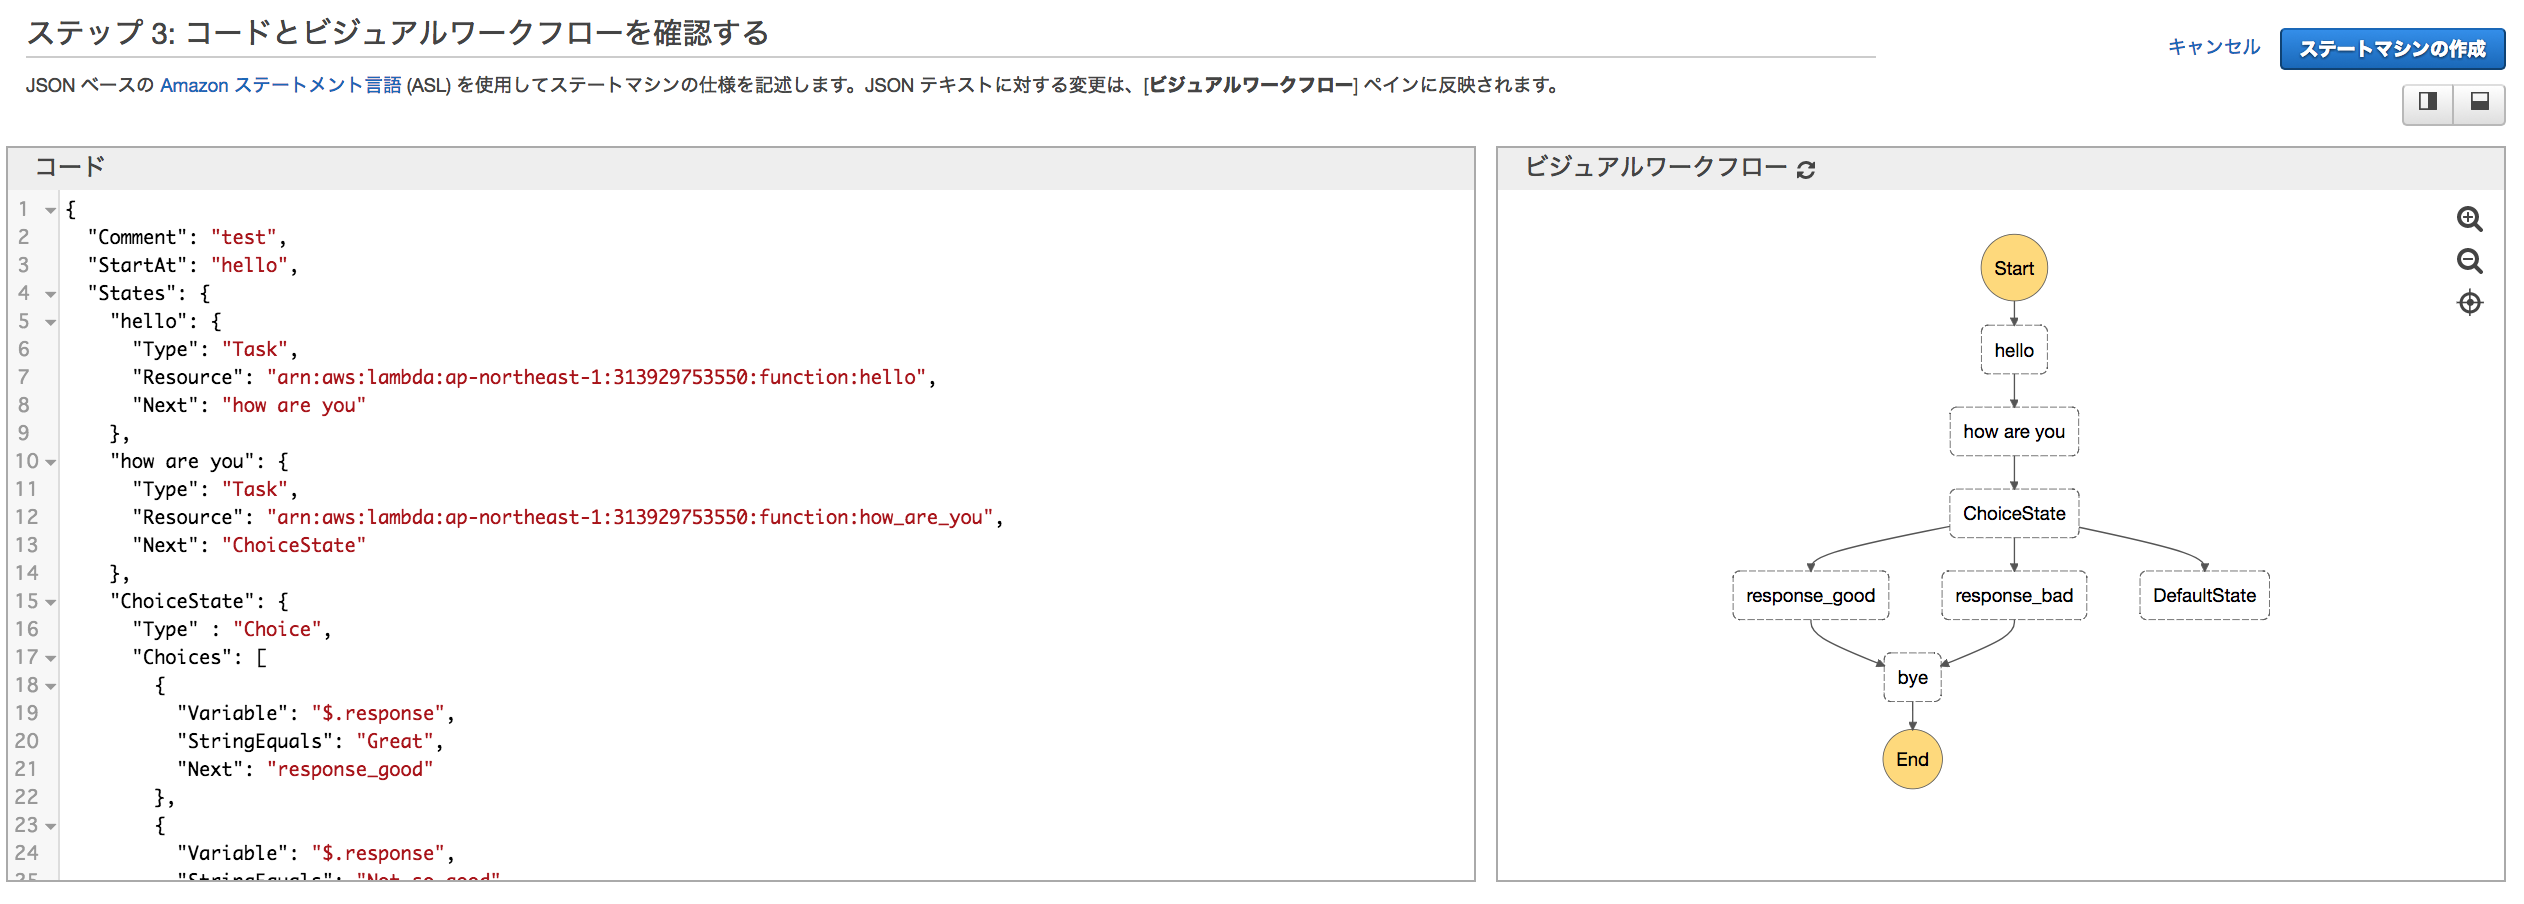 ステップ 3: コードとビジュアルワークフローを確認する
キャンセル
ステートマシンの作成
JSON ベースの Amazon ステートメント言語 (ASL) を使用してステートマシンの仕様を記述します。JSON テキストに対する変更は、[ビジュアルワークフロー] ペインに反映されます。
コード
1 {
2 "Comment": "test",
3 "StartAt": "hello",
4 "States": {
5 "hello": {
6 "Type": "Task",
7 "Resource": "arn:aws:lambda:ap-northeast-1:313929753550:function:hello",
8 "Next": "how are you"
9 },
10 "how are you": {
11 "Type": "Task",
12 "Resource": "arn:aws:lambda:ap-northeast-1:313929753550:function:how_are_you",
13 "Next": "ChoiceState"
14 },
15 "ChoiceState": {
16 "Type" : "Choice",
17 "Choices": [
18 {
19 "Variable": "$.response",
20 "StringEquals": "Great",
21 "Next": "response_good"
22 },
23 {
24 "Variable": "$.response",
25 "StringEquals": "Not so good"
ビジュアルワークフロー
Start
hello
how are you
ChoiceState
response_good
response_bad
DefaultState
bye
End